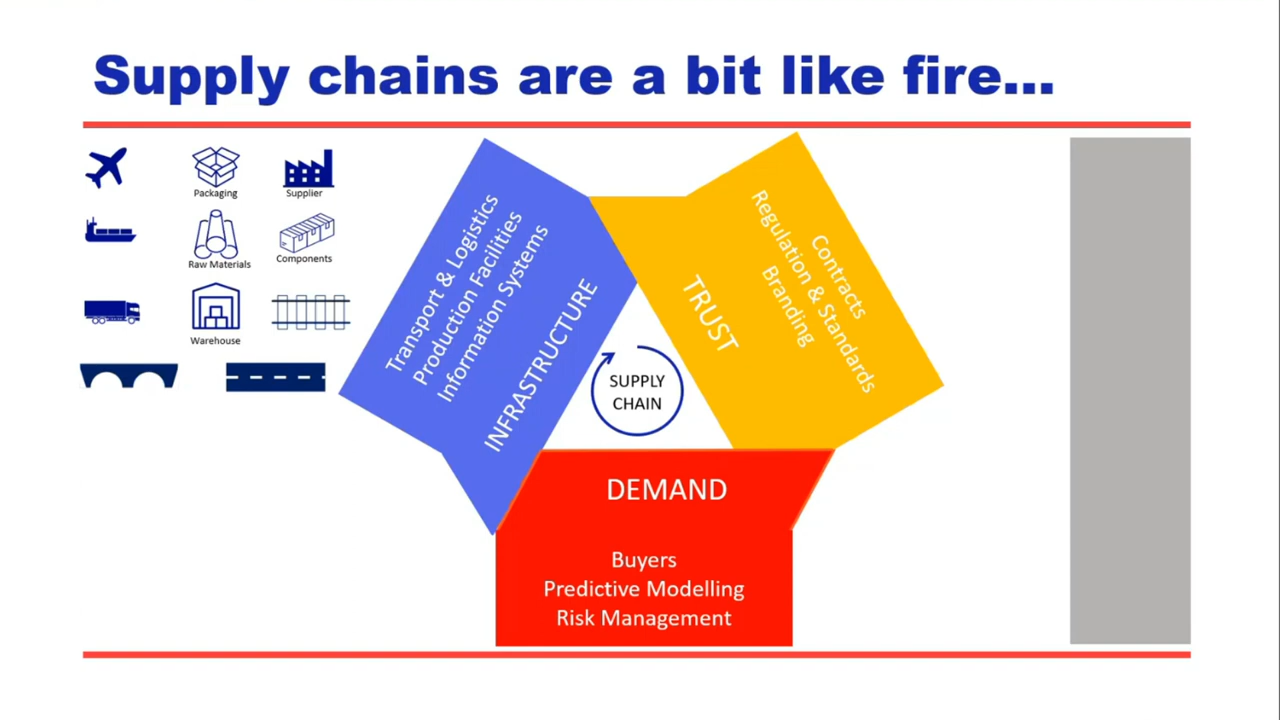 Supply chains are a bit like fire...
Packaging
Supplier
Raw Materials
Components
Warehouse
Transport & Logistics
Production Facilities
Information Systems
INFRASTRUCTURE
TRUST
Contracts
Regulation & Standards
Branding
SUPPLY
CHAIN
DEMAND
Buyers
Predictive Modelling
Risk Management